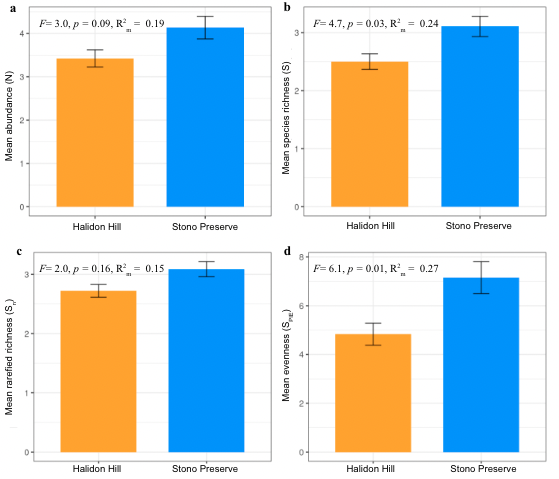 a
F= 3.0, p = 0.09, R²m = 0.19
Mean abundance (N)
4
3
2
1
0
Halidon Hill Stono Preserve
b
F= 4.7, p = 0.03, R²m = 0.24
Mean species richness (S)
3
2
1
0
Halidon Hill Stono Preserve
c
F= 2.0, p = 0.16, R²m = 0.15
Mean rarefied richness (Sn)
3
2
1
0
Halidon Hill Stono Preserve
d
F= 6.1, p = 0.01, R²m = 0.27
Mean evenness (SPIE)
8
6
4
2
0
Halidon Hill Stono Preserve